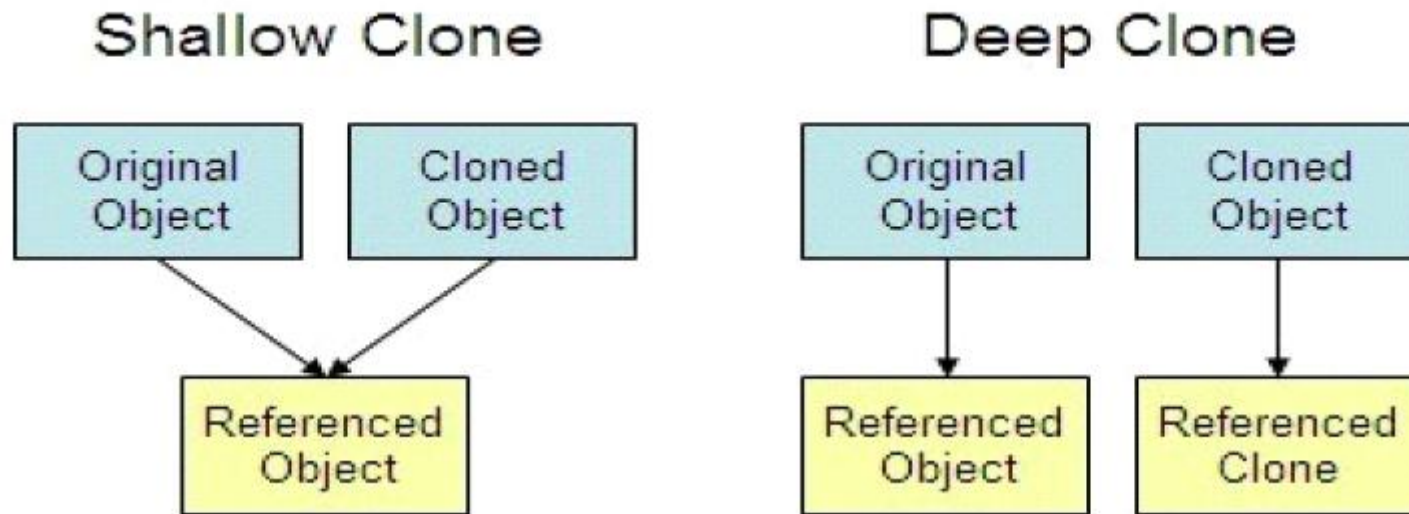 Shallow Clone
Deep Clone
Original
Object
Cloned
Object
Original
Object
Cloned
Object
Referenced
Object
Referenced
Object
Referenced
Clone